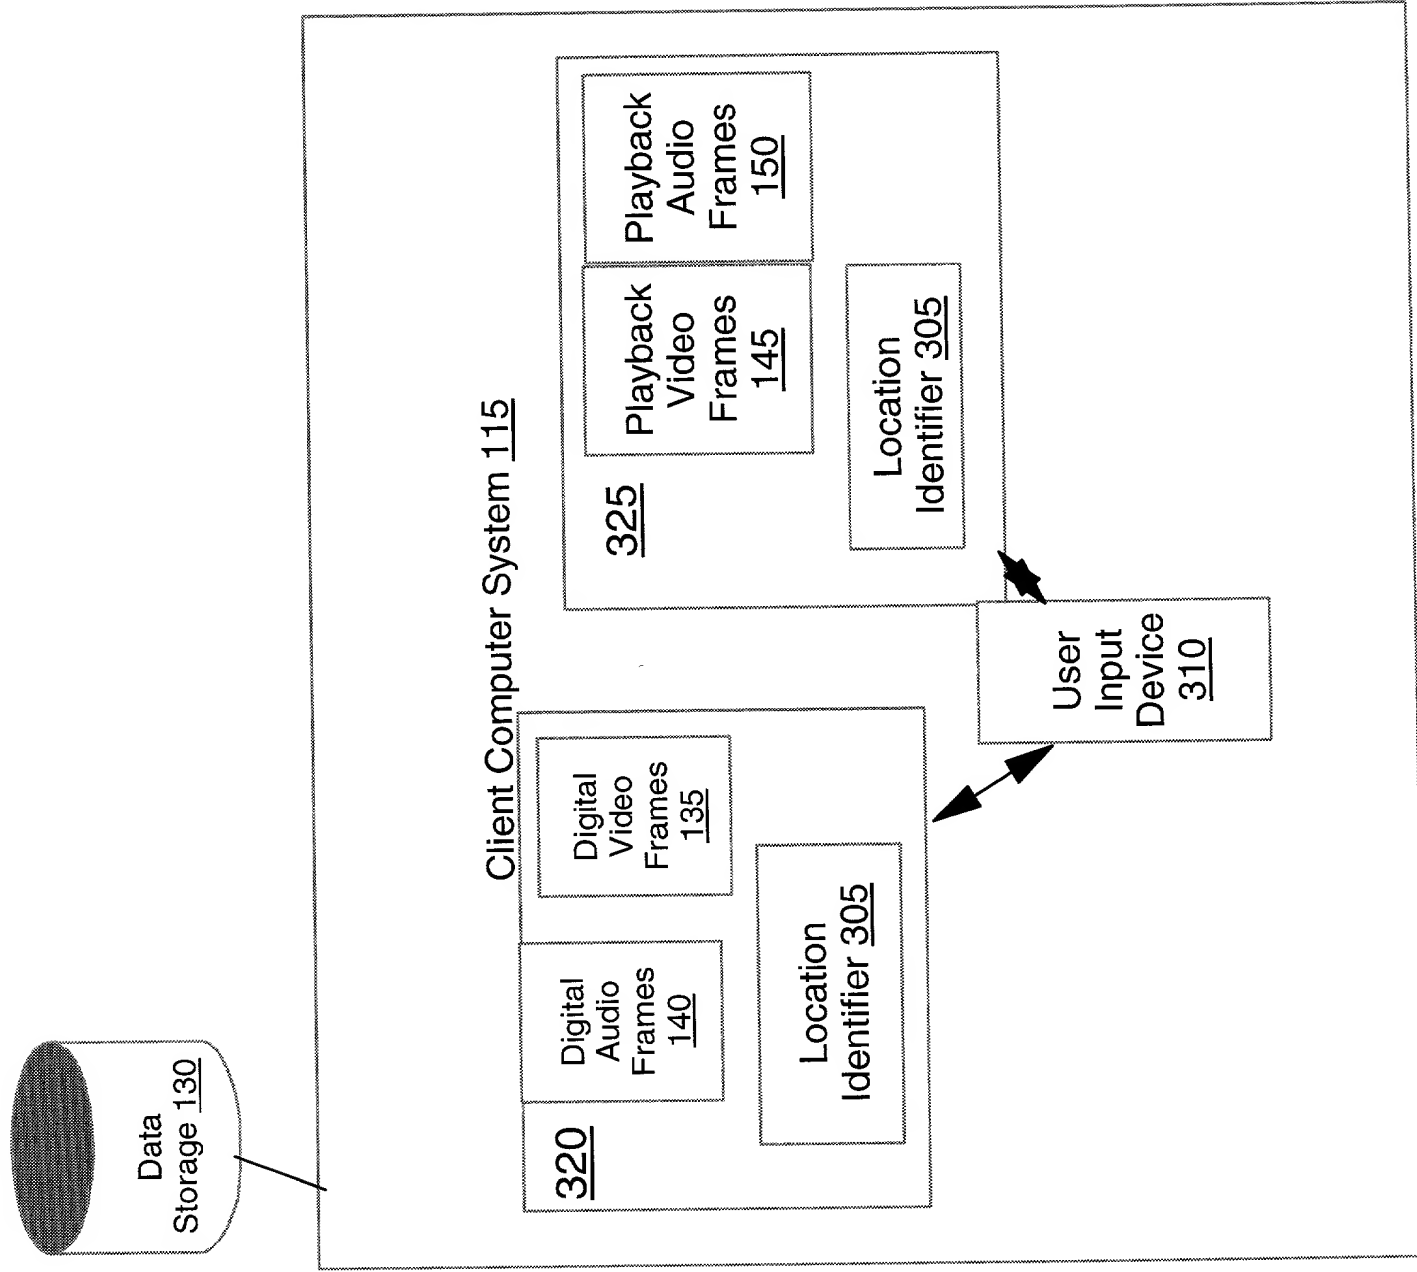 Data
Storage 130
Client Computer System 115
320
Digital
Audio
Frames
140
Digital
Video
Frames
135
Location
Identifier 305
325
Playback
Video
Frames
145
Playback
Audio
Frames
150
Location
Identifier 305
User
Input
Device
310